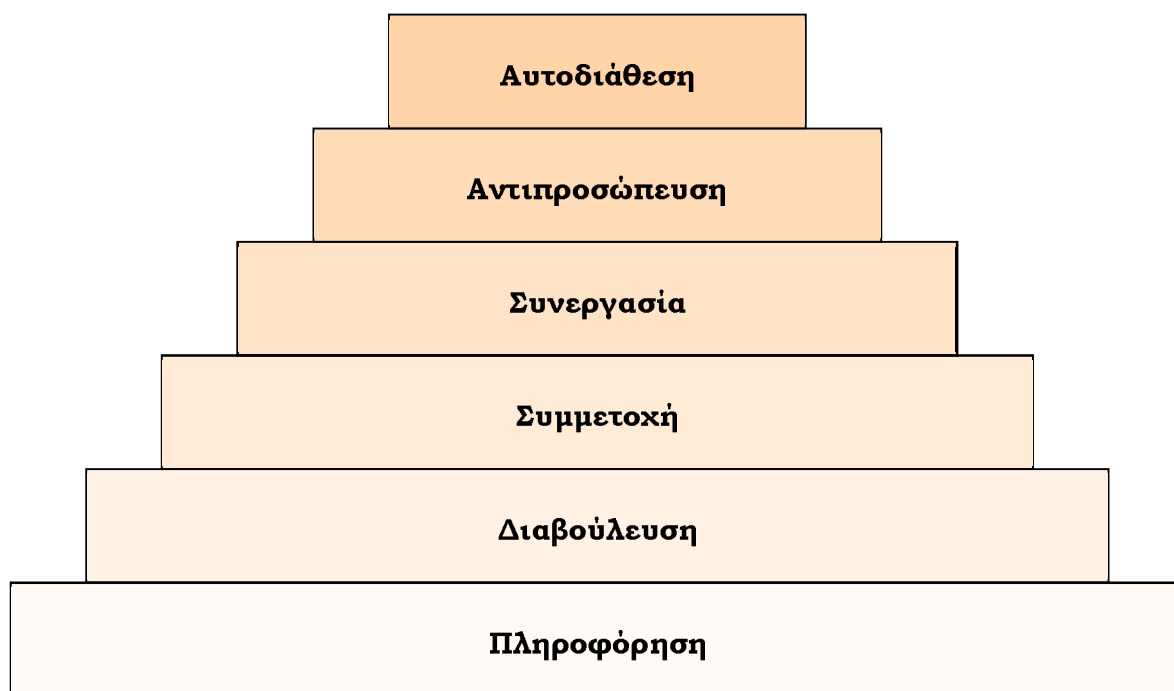 Αυτοδιάθεση
Αντιπροσώπευση
Συνεργασία
Συμμετοχή
Διαβούλευση
Πληροφόρηση